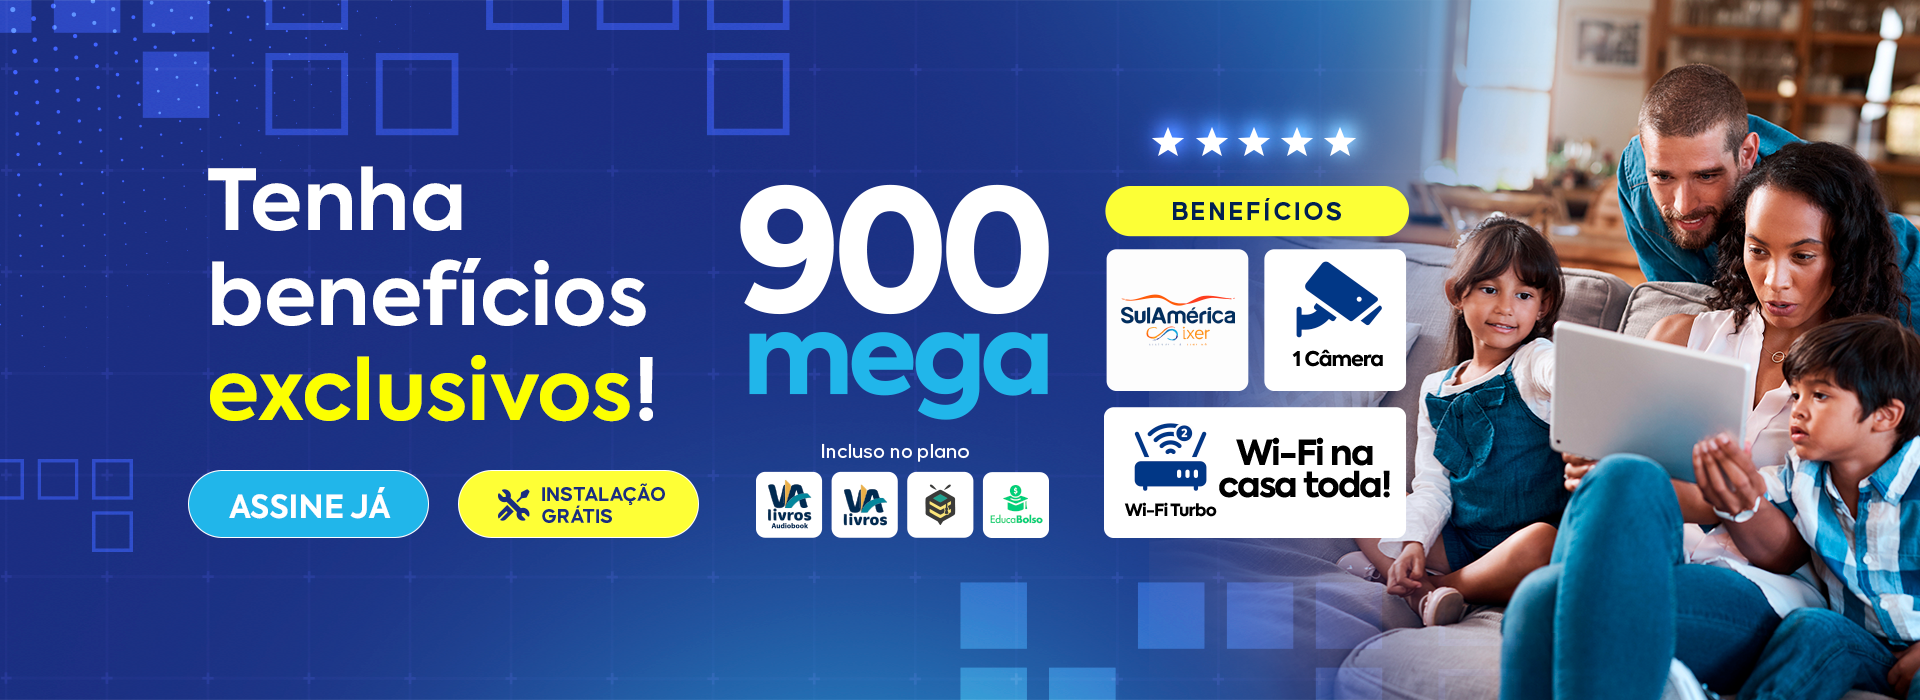 Tenha
benefícios
exclusivos!
ASSINE JÁ
INSTALAÇÃO
GRÁTIS
900
mega
Incluso no plano
VA
livros
Audiobook
VA
livros
EducaBolso
BENEFÍCIOS
SulAmérica
ixer
1 Câmera
2
Wi-Fi Turbo
Wi-Fi na
casa toda!